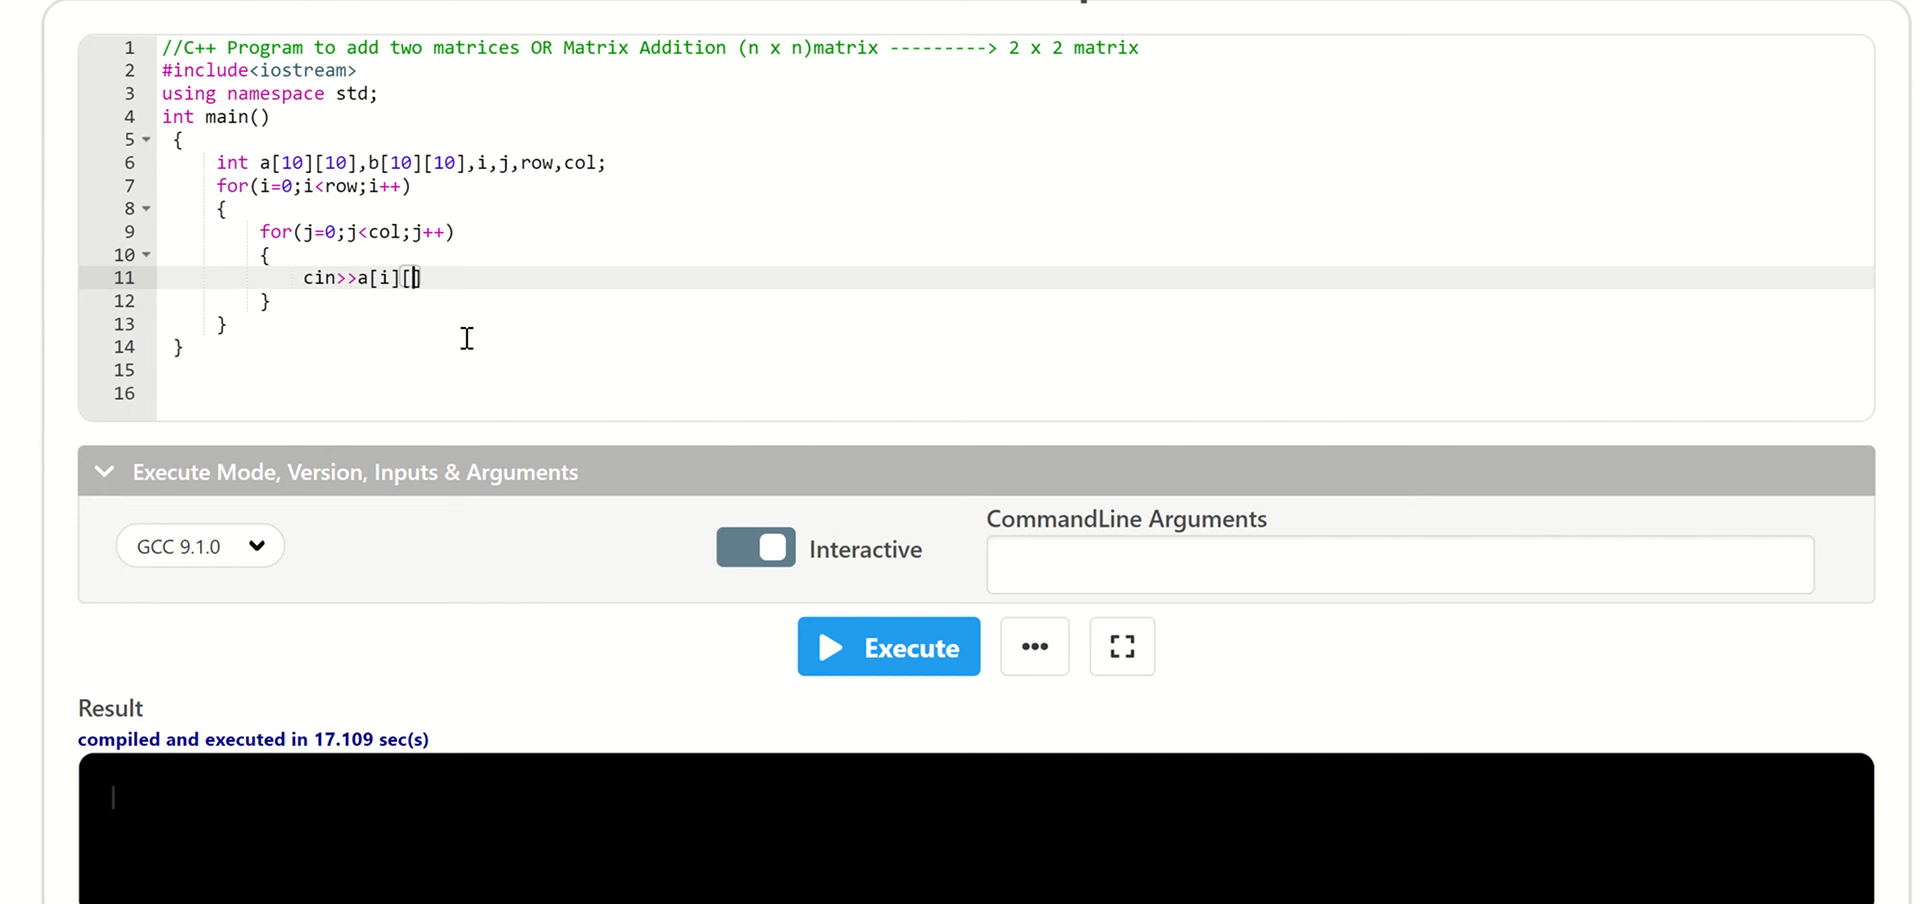 1 //C++ Program to add two matrices OR Matrix Addition (n x n)matrix ---------> 2 x 2 matrix
2 #include<iostream>
3 using namespace std;
4 int main()
5 {
6 int a[10][10],b[10][10],i,j,row,col;
7 for(i=0;i<row;i++)
8 {
9 for(j=0;j<col;j++)
10 {
11 cin>>a[i][]
12 }
13 }
14 }
15
16
Execute Mode, Version, Inputs & Arguments
CommandLine Arguments
GCC 9.1.0
Interactive
Execute
Result
compiled and executed in 17.109 sec(s)